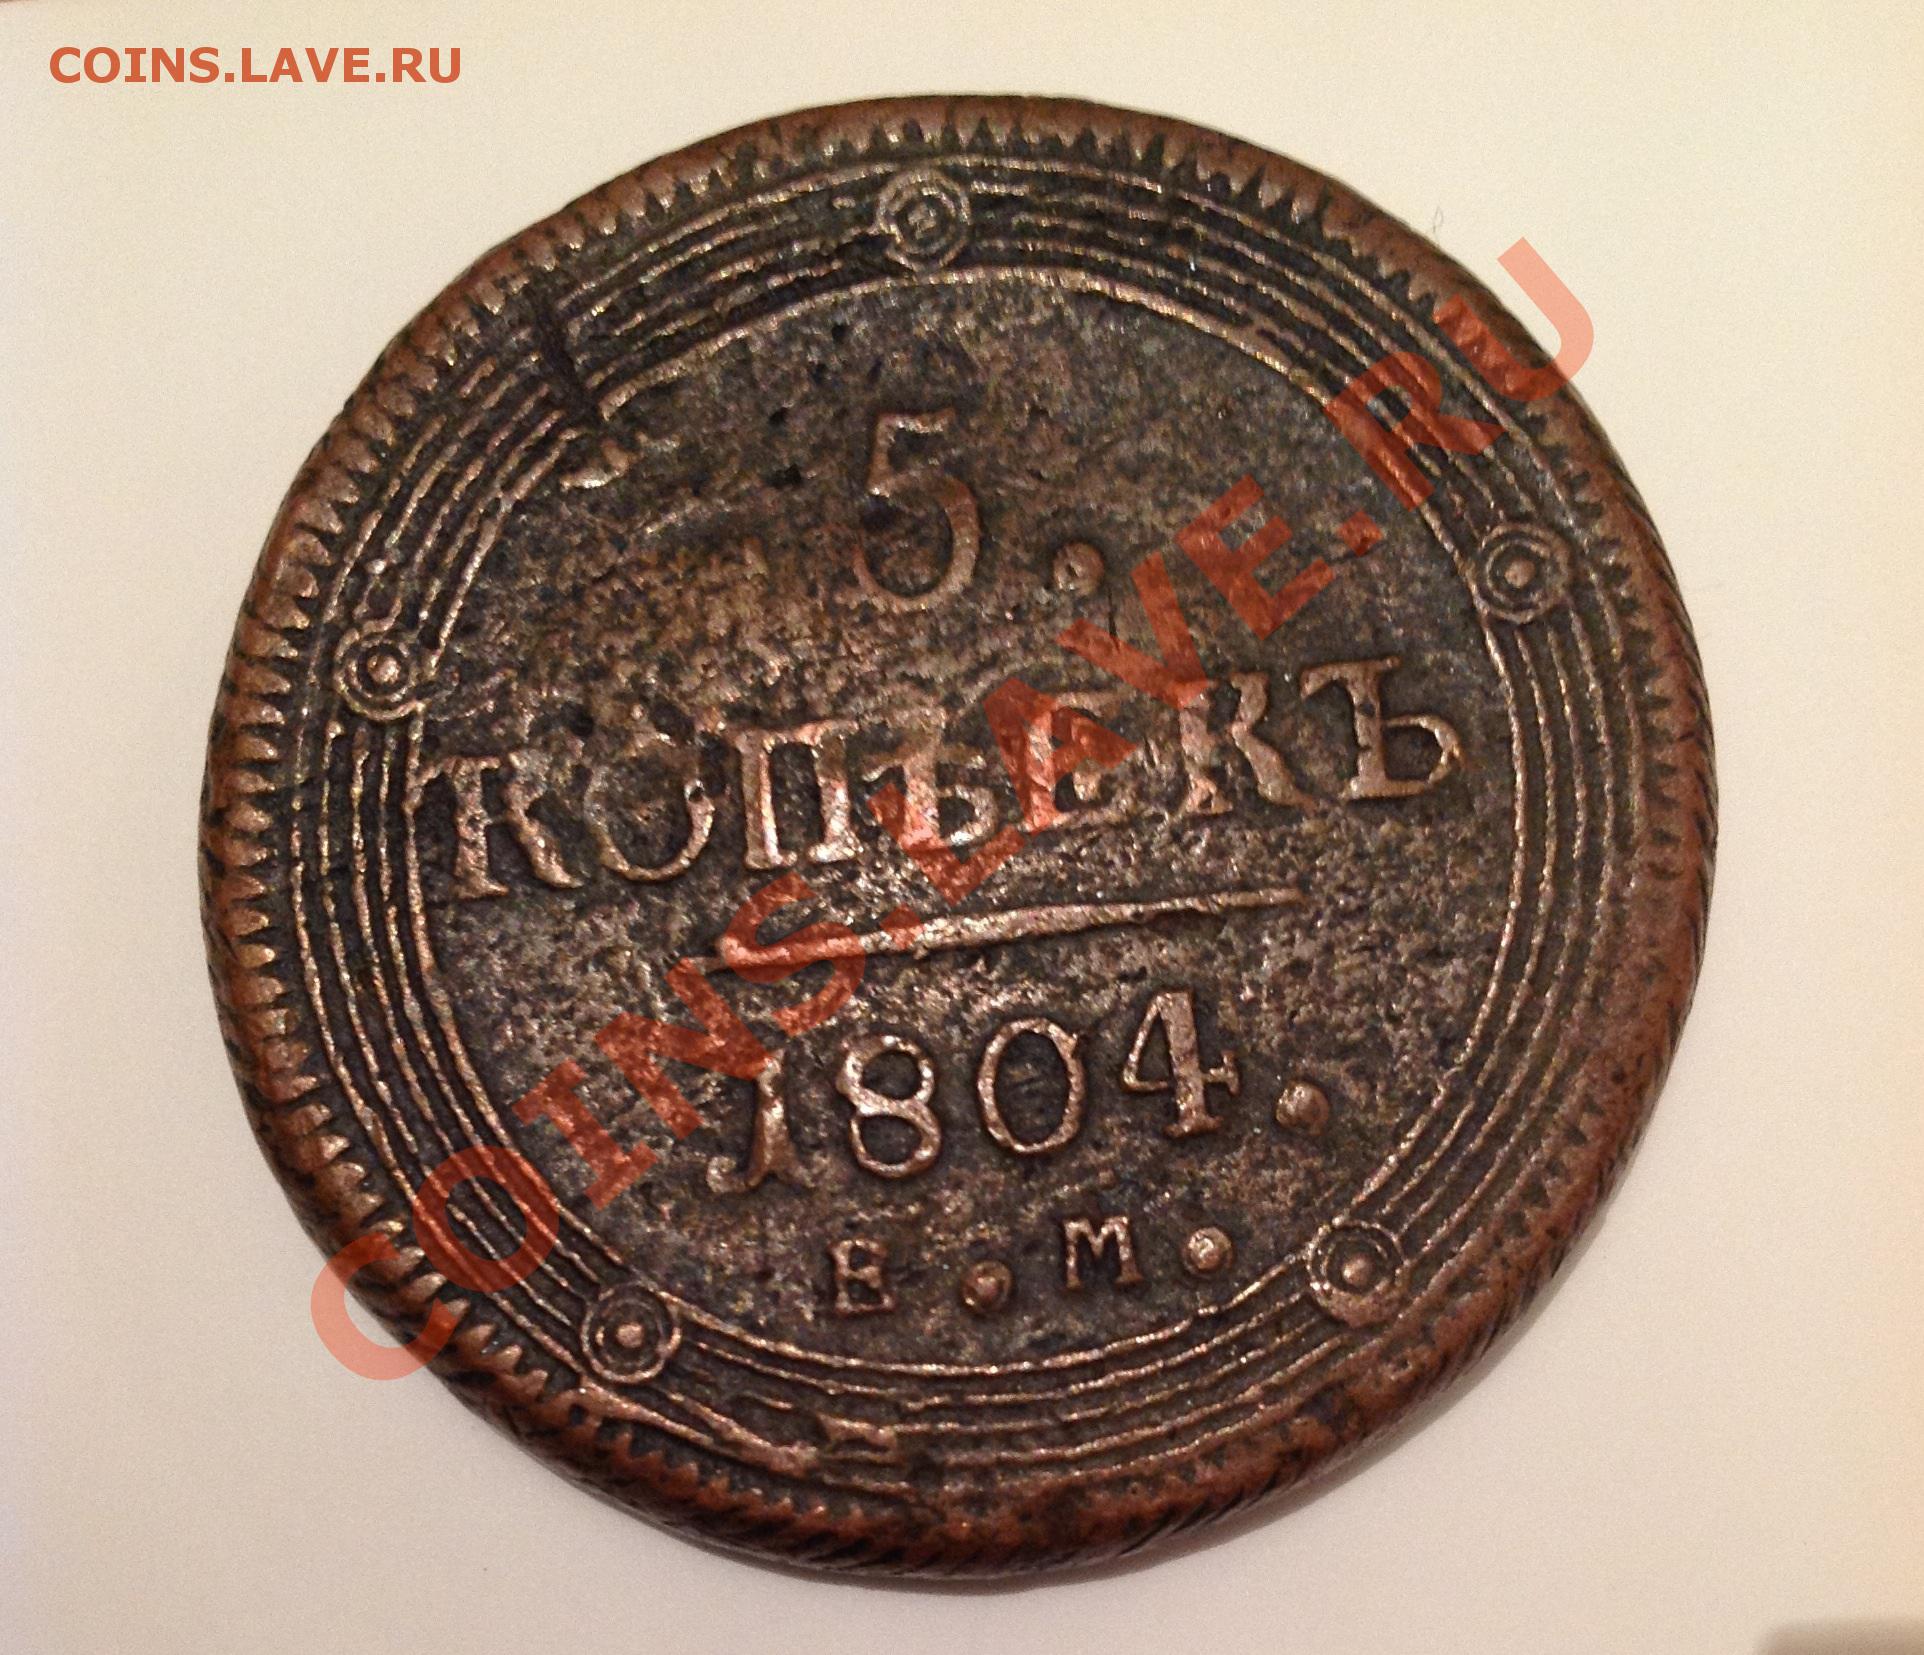 COINS.LAVE.RU
5.
КОПѢЕКЪ
1804.
Е.М.
COINS.LAVE.RU